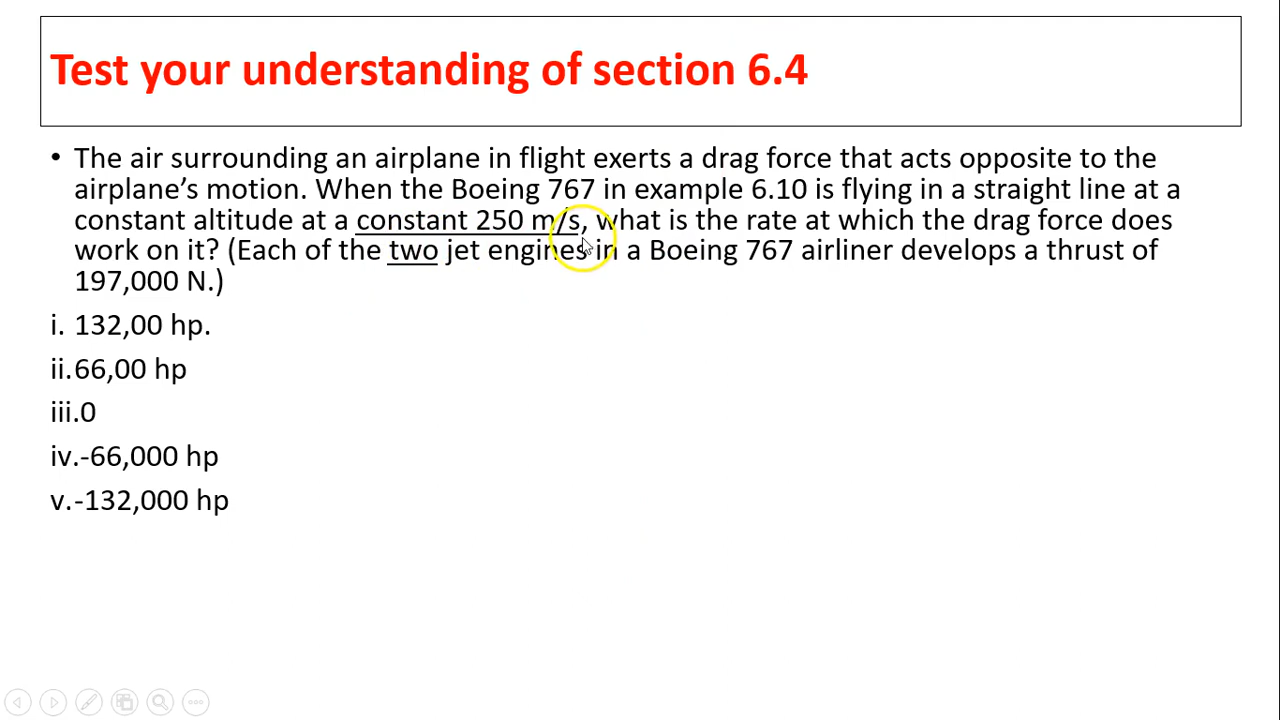 Test your understanding of section 6.4
• The air surrounding an airplane in flight exerts a drag force that acts opposite to the
airplane’s motion. When the Boeing 767 in example 6.10 is flying in a straight line at a
constant altitude at a constant 250 m/s, what is the rate at which the drag force does
work on it? (Each of the two jet engines in a Boeing 767 airliner develops a thrust of
197,000 N.)
i. 132,00 hp.
ii.66,00 hp
iii.0
iv.-66,000 hp
v.-132,000 hp